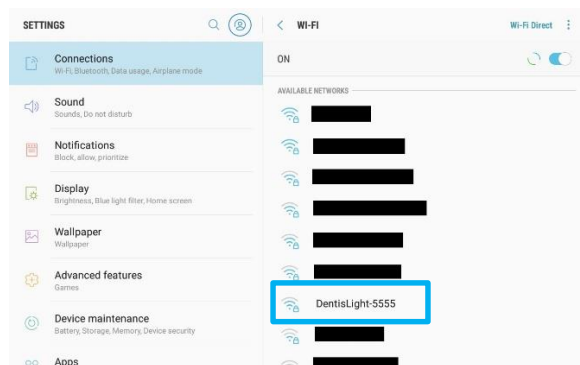 SETTINGS
Connections
Wi-Fi, Bluetooth, Data usage, Airplane mode
Sound
Sounds, Do not disturb
Notifications
Block, allow, prioritize
Display
Brightness, Blue light filter, Home screen
Wallpaper
Wallpaper
Advanced features
Games
Device maintenance
Battery, Storage, Memory, Device security
Apps
WI-FI
Wi-Fi Direct
ON
AVAILABLE NETWORKS
DentisLight-5555